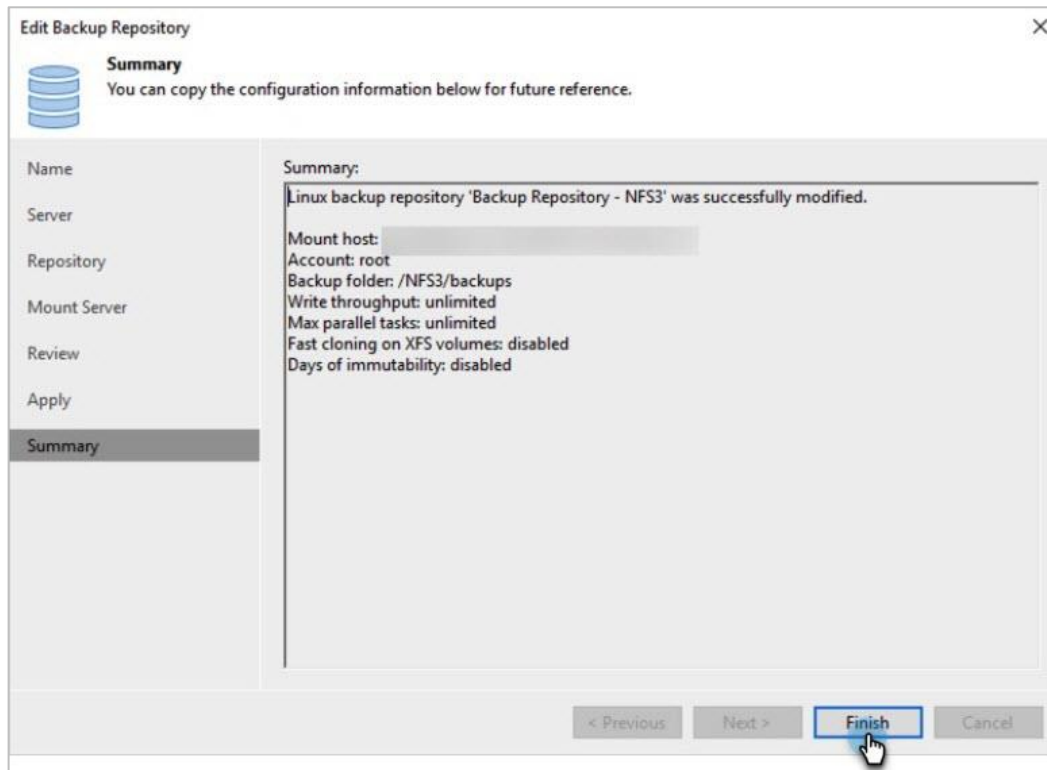 Edit Backup Repository
Summary
You can copy the configuration information below for future reference.
Name
Server
Repository
Mount Server
Review
Apply
Summary
Summary:
Linux backup repository 'Backup Repository - NFS3' was successfully modified.
Mount host:
Account: root
Backup folder: /NFS3/backups
Write throughput: unlimited
Max parallel tasks: unlimited
Fast cloning on XFS volumes: disabled
Days of immutability: disabled
< Previous
Next >
Finish
Cancel